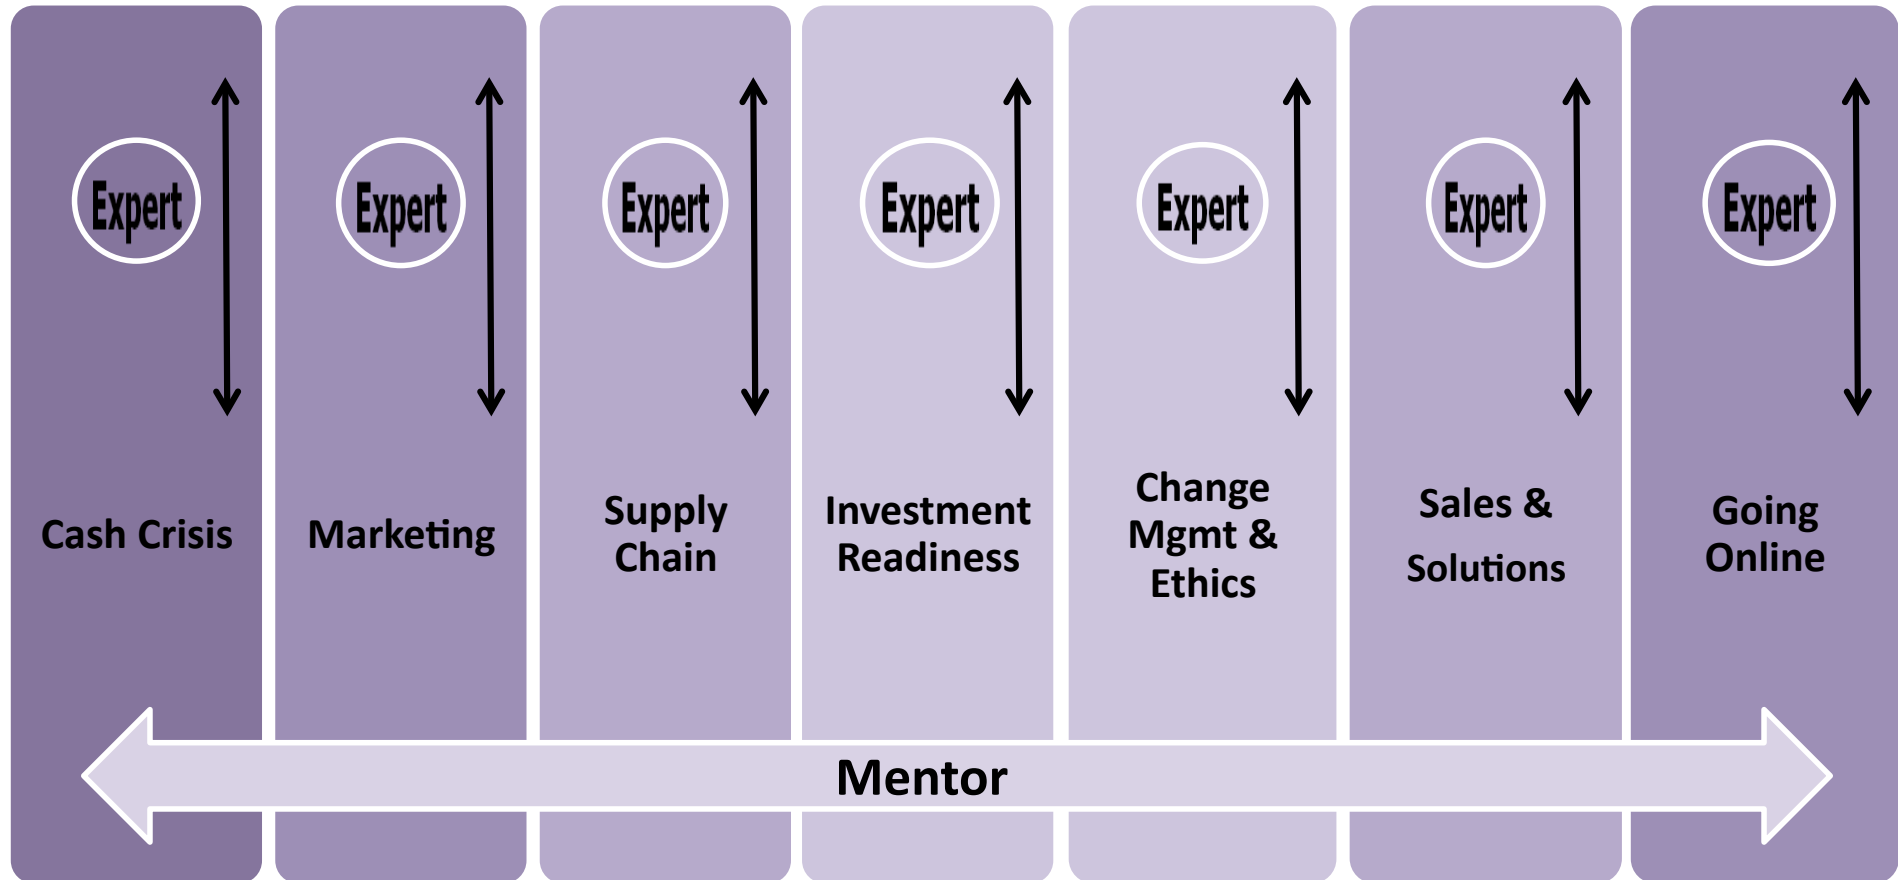 Expert Expert Expert Expert Expert Expert Expert
Cash Crisis
Marketing
Supply
Chain
Investment
Readiness
Change
Mgmt &
Ethics
Sales &
Solutions
Going
Online
Mentor